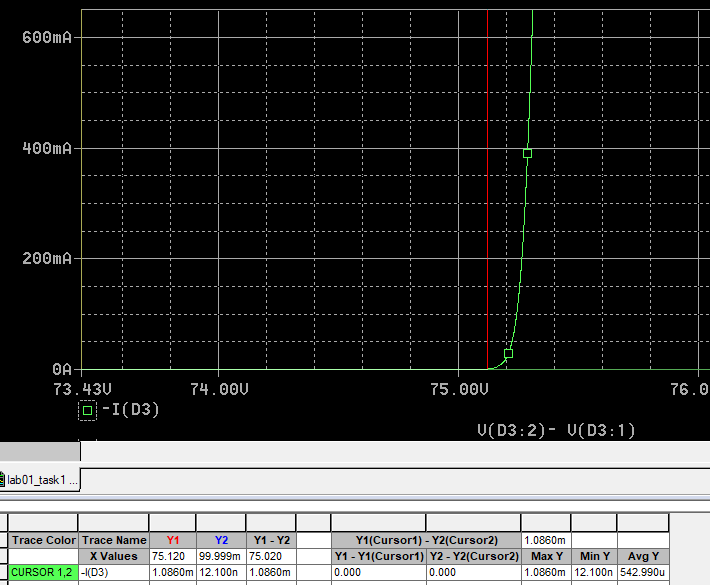 600mA
400mA
200mA
0A
73.43V 74.00V 75.00V 76.0
-I(D3)
V(D3:2)- V(D3:1)
lab01_task1 ...
Trace Color Trace Name Y1 Y2 Y1 - Y2 Y1(Cursor1) - Y2(Cursor2) 1.0860m
X Values 75.120 99.999m 75.020 Y1 - Y1(Cursor1) Y2 - Y2(Cursor2) Max Y Min Y Avg Y
CURSOR 1,2 -I(D3) 1.0860m 12.100n 1.0860m 0.000 0.000 1.0860m 12.100n 542.990u